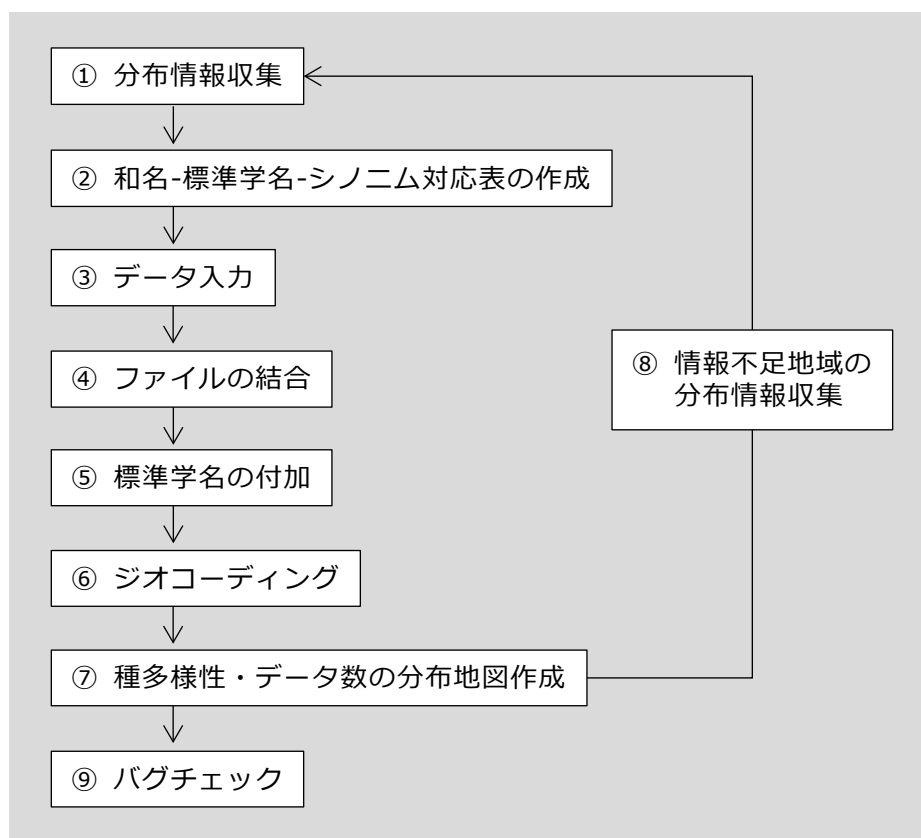 ① 分布情報収集
② 和名-標準学名-シノニム対応表の作成
③ データ入力
④ ファイルの結合
⑤ 標準学名の付加
⑥ ジオコーディング
⑦ 種多様性・データ数の分布地図作成
⑧ 情報不足地域の
分布情報収集
⑨ バグチェック